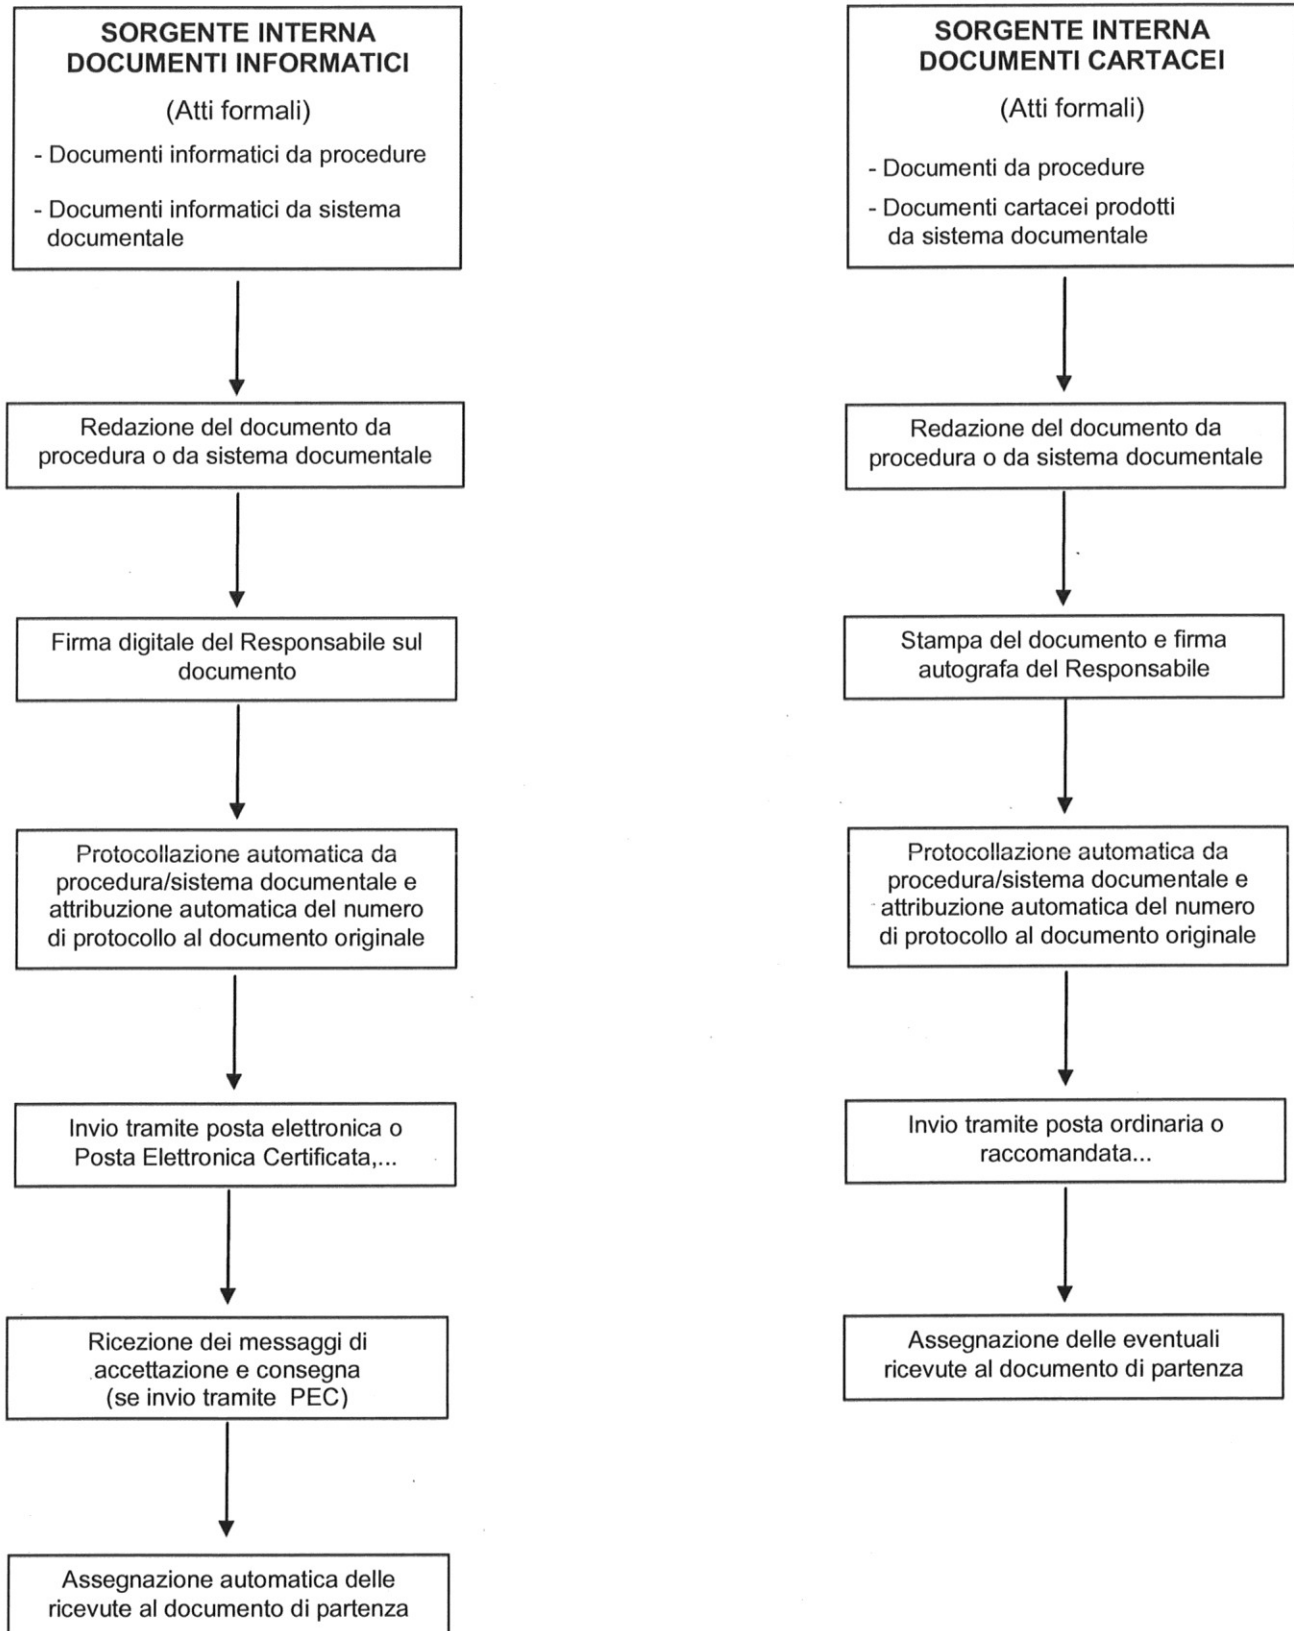 SORGENTE INTERNA
DOCUMENTI INFORMATICI
(Atti formali)
- Documenti informatici da procedure
- Documenti informatici da sistema
documentale
Redazione del documento da
procedura o da sistema documentale
Firma digitale del Responsabile sul
documento
Protocollazione automatica da
procedura/sistema documentale e
attribuzione automatica del numero
di protocollo al documento originale
Invio tramite posta elettronica o
Posta Elettronica Certificata,...
Ricezione dei messaggi di
accettazione e consegna
(se invio tramite PEC)
Assegnazione automatica delle
ricevute al documento di partenza
SORGENTE INTERNA
DOCUMENTI CARTACEI
(Atti formali)
- Documenti da procedure
- Documenti cartacei prodotti
da sistema documentale
Redazione del documento da
procedura o da sistema documentale
Stampa del documento e firma
autografa del Responsabile
Protocollazione automatica da
procedura/sistema documentale e
attribuzione automatica del numero
di protocollo al documento originale
Invio tramite posta ordinaria o
raccomandata...
Assegnazione delle eventuali
ricevute al documento di partenza